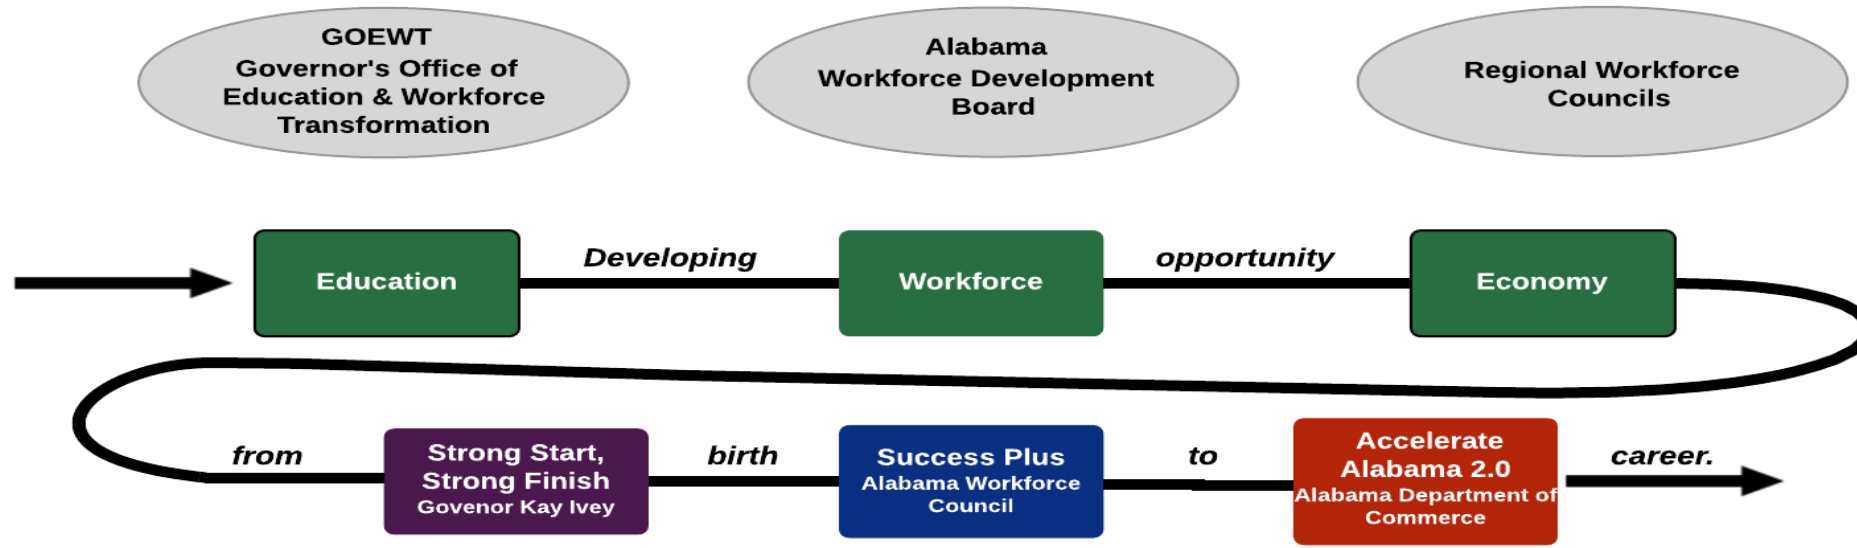 GOEWT
Governor's Office of
Education & Workforce
Transformation
Alabama
Workforce Development
Board
Regional Workforce
Councils
Education
Developing
Workforce
opportunity
Economy
from
Strong Start,
Strong Finish
Govenor Kay Ivey
birth
Success Plus
Alabama Workforce
Council
to
Accelerate
Alabama 2.0
Alabama Department of
Commerce
career.